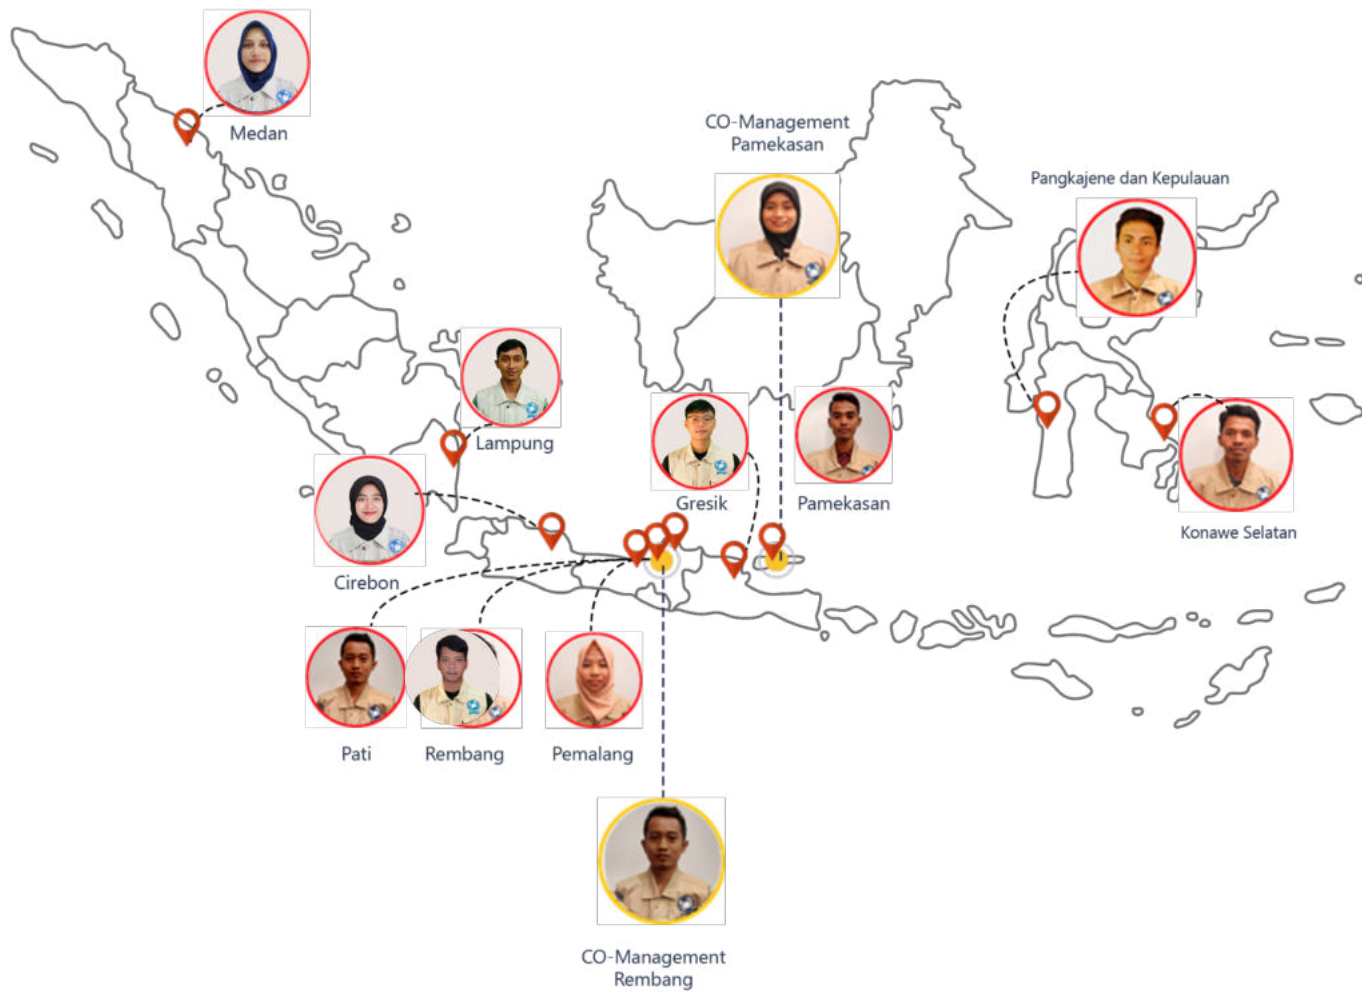 Medan
CO-Management
Pamekasan
Pangkajene dan Kepulauan
Lampung
Gresik
Pamekasan
Konawe Selatan
Cirebon
Pati
Rembang
Pemalang
CO-Management
Rembang